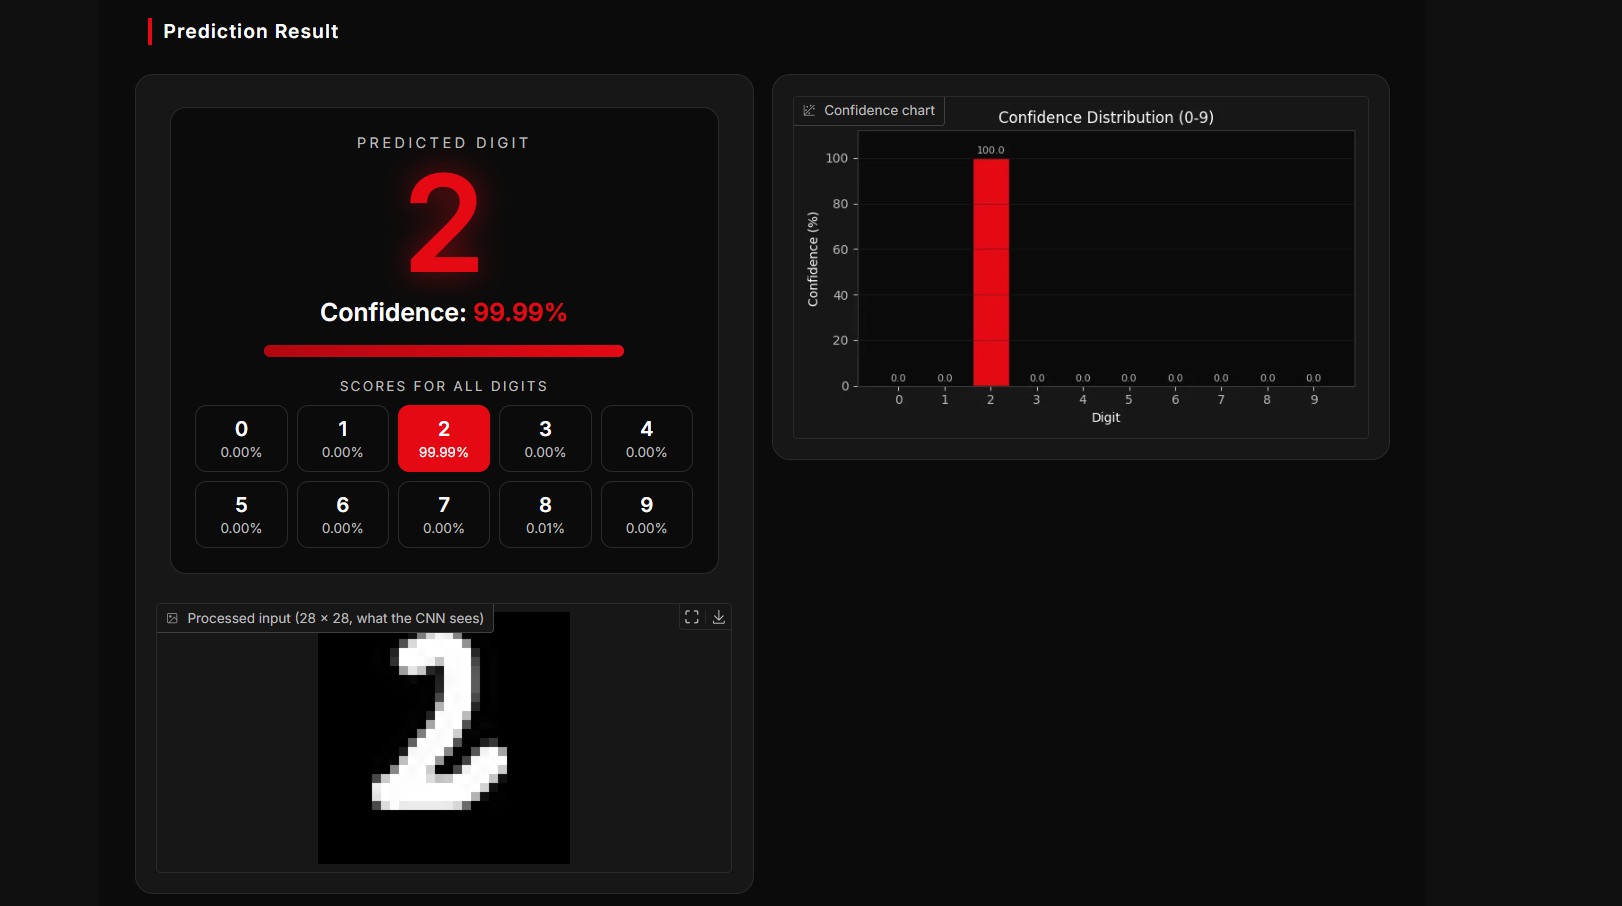 Prediction Result
PREDICTED DIGIT
2
Confidence: 99.99%
SCORES FOR ALL DIGITS
0 1 2 3 4
0.00% 0.00% 99.99% 0.00% 0.00%
5 6 7 8 9
0.00% 0.00% 0.00% 0.01% 0.00%
Processed input (28 × 28, what the CNN sees)
2
Confidence chart
Confidence Distribution (0-9)
Confidence (%)
100
80
60
40
20
0
100.0
0.0 0.0 0.0 0.0 0.0 0.0 0.0 0.0 0.0
0 1 2 3 4 5 6 7 8 9
Digit